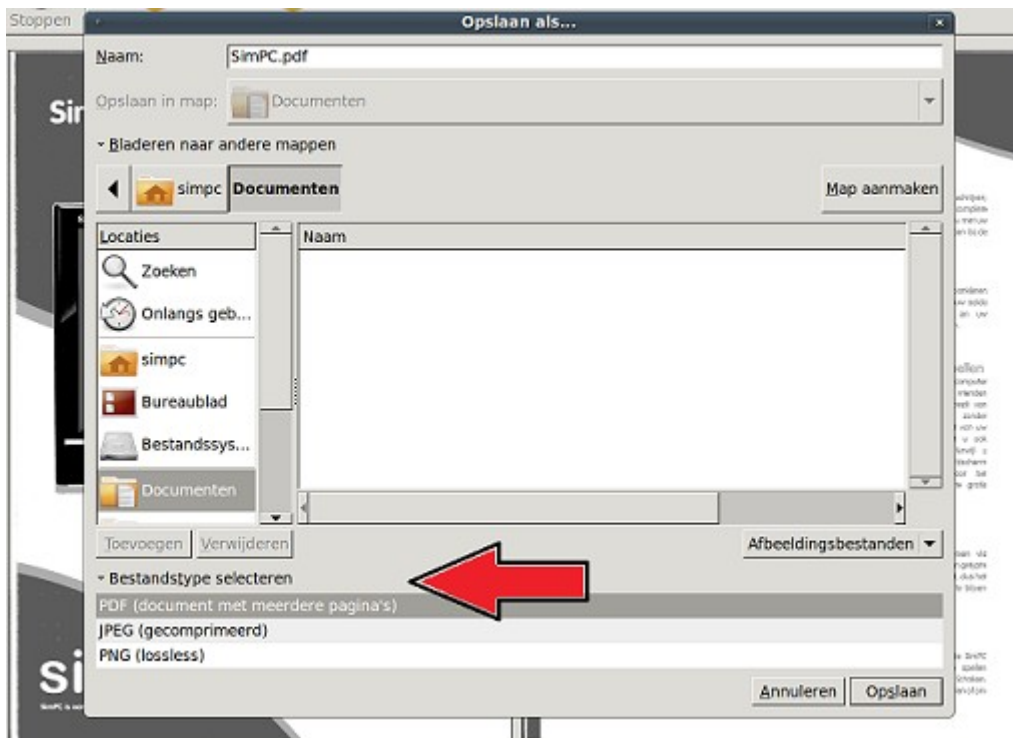 Stoppen
Opslaan als...
Naam:
SimPC.pdf
Opslaan in map:
Documenten
Bladeren naar andere mappen
simpc
Documenten
Map aanmaken
Locaties
Naam
Zoeken
Onlangs geb...
simpc
Bureaublad
Bestandssys...
Documenten
Toevoegen
Verwijderen
Afbeeldingsbestanden
Bestandstype selecteren
PDF (document met meerdere pagina's)
JPEG (gecomprimeerd)
PNG (lossless)
Annuleren
Opslaan